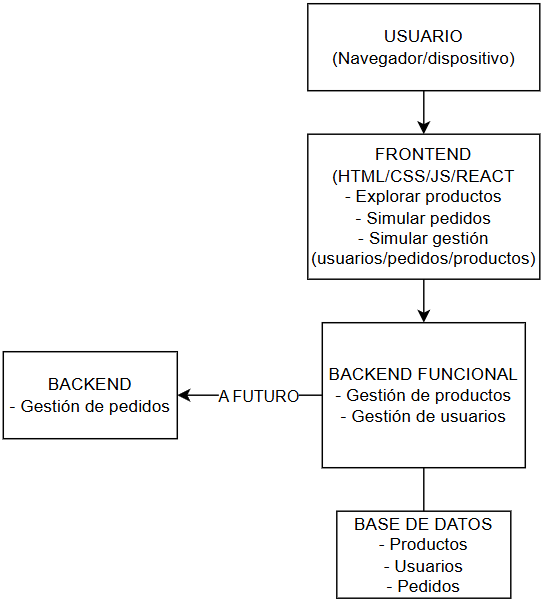 USUARIO
(Navegador/dispositivo)
FRONTEND
(HTML/CSS/JS/REACT
- Explorar productos
- Simular pedidos
- Simular gestión
(usuarios/pedidos/productos)
BACKEND FUNCIONAL
- Gestión de productos
- Gestión de usuarios
A FUTURO
BACKEND
- Gestión de pedidos
BASE DE DATOS
- Productos
- Usuarios
- Pedidos